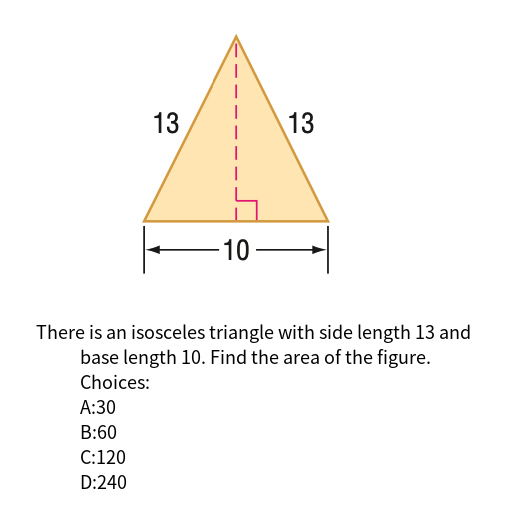 13
13
10
There is an isosceles triangle with side length 13 and
base length 10. Find the area of the figure.
Choices:
A:30
B:60
C:120
D:240